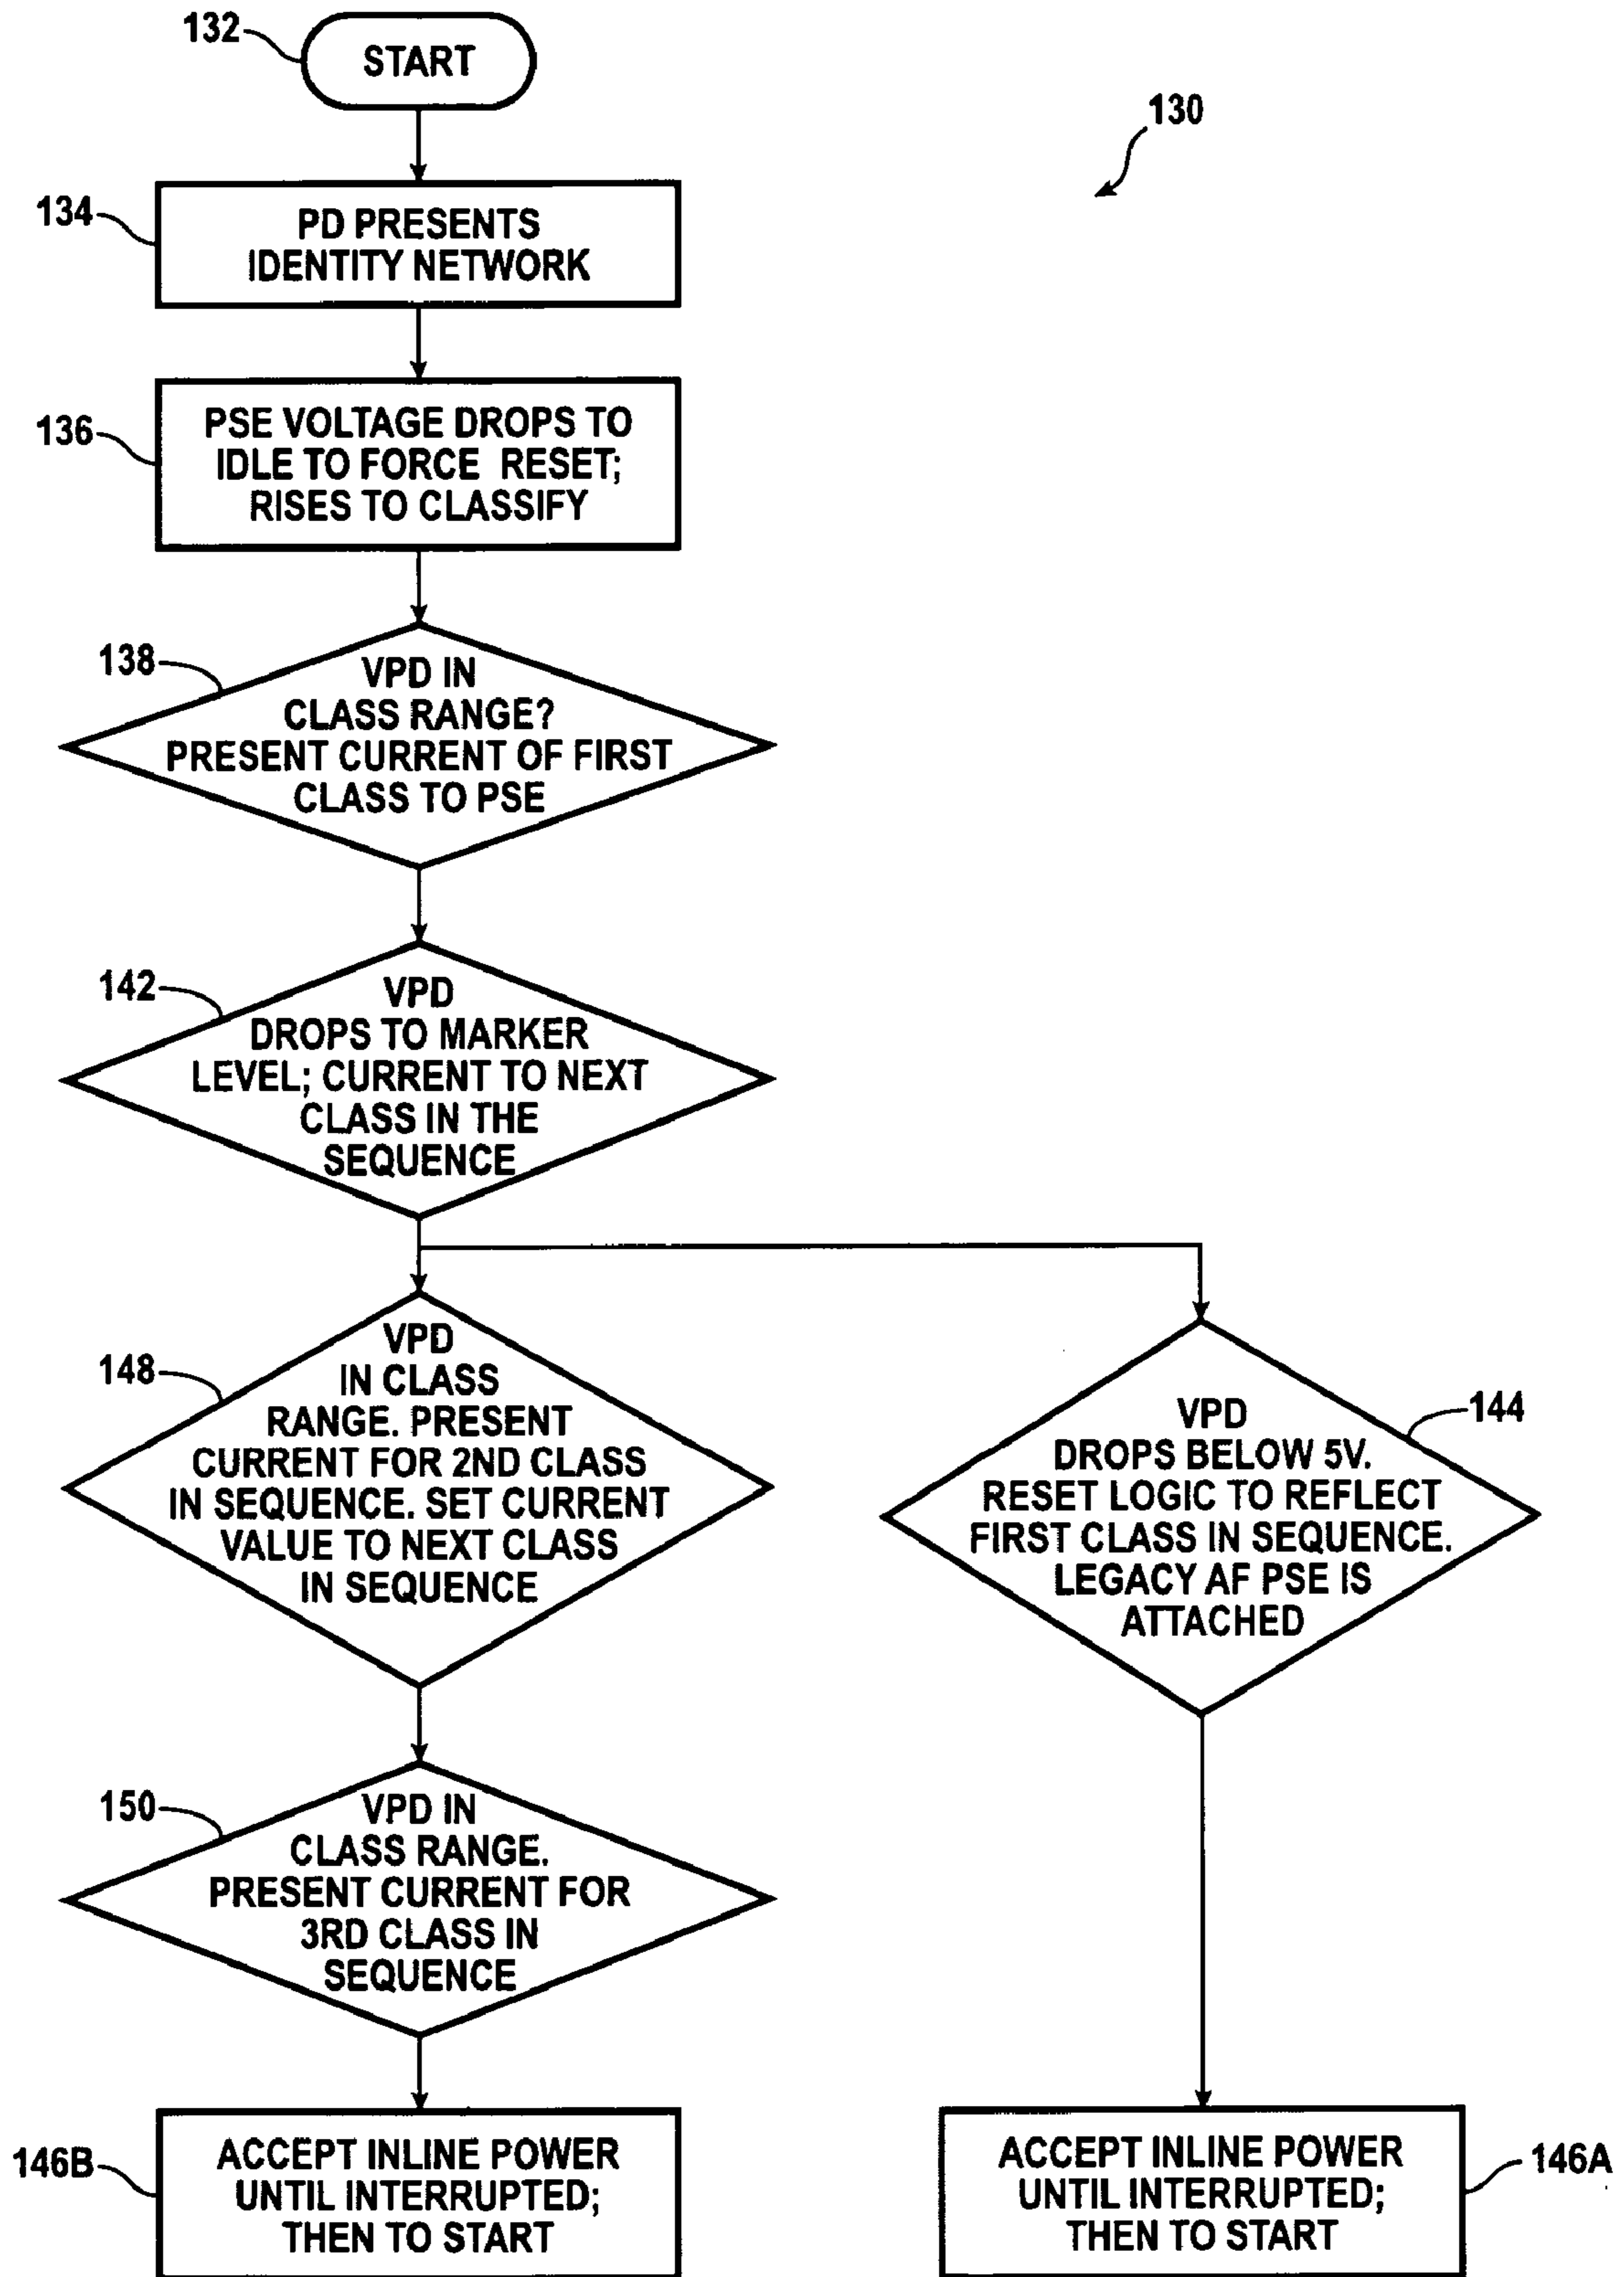 132
START
130
134
PD PRESENTS
IDENTITY NETWORK
136
PSE VOLTAGE DROPS TO
IDLE TO FORCE RESET;
RISES TO CLASSIFY
138
VPD IN
CLASS RANGE?
PRESENT CURRENT OF FIRST
CLASS TO PSE
142
VPD
DROPS TO MARKER
LEVEL; CURRENT TO NEXT
CLASS IN THE
SEQUENCE
148
VPD
IN CLASS
RANGE. PRESENT
CURRENT FOR 2ND CLASS
IN SEQUENCE. SET CURRENT
VALUE TO NEXT CLASS
IN SEQUENCE
144
VPD
DROPS BELOW 5V.
RESET LOGIC TO REFLECT
FIRST CLASS IN SEQUENCE.
LEGACY AF PSE IS
ATTACHED
150
VPD IN
CLASS RANGE.
PRESENT CURRENT FOR
3RD CLASS IN
SEQUENCE
146B
ACCEPT INLINE POWER
UNTIL INTERRUPTED;
THEN TO START
146A
ACCEPT INLINE POWER
UNTIL INTERRUPTED;
THEN TO START